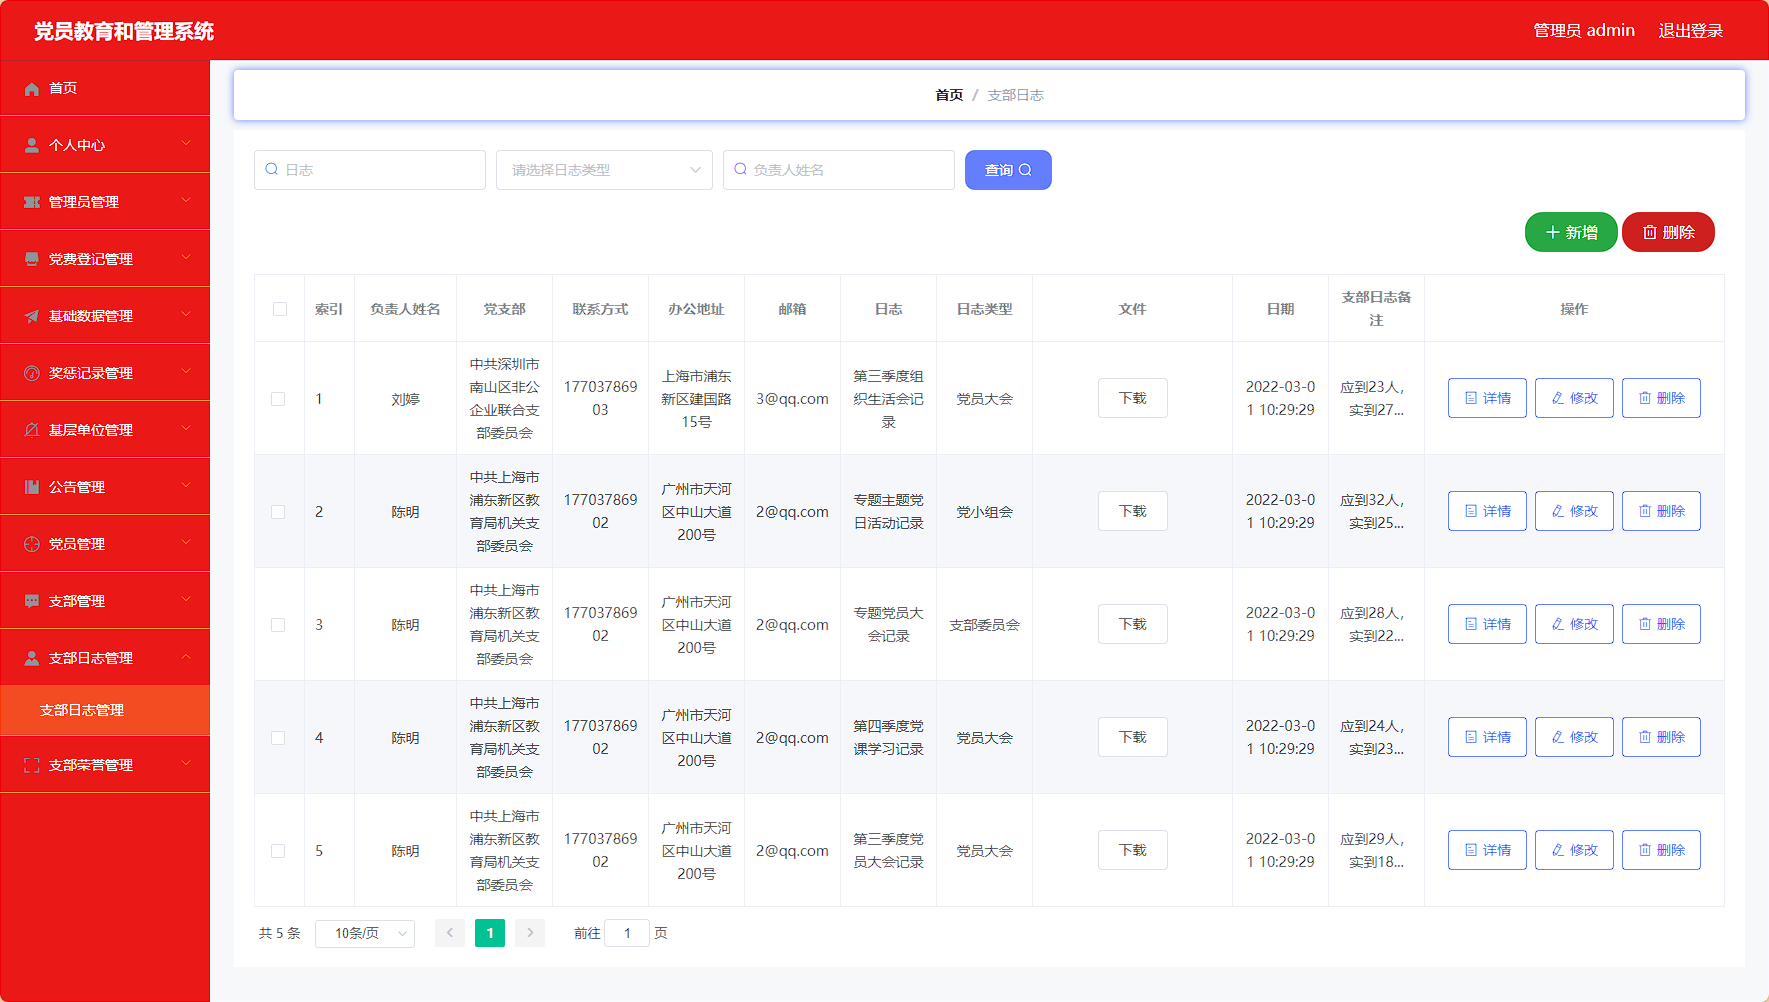 党员教育和管理系统
管理员 admin
退出登录
首页
个人中心
管理员管理
党费登记管理
基础数据管理
奖惩记录管理
基层单位管理
公告管理
党员管理
支部管理
支部日志管理
支部日志管理
支部荣誉管理
首页 / 支部日志
日志
请选择日志类型
负责人姓名
查询
新增
删除
索引
负责人姓名
党支部
联系方式
办公地址
邮箱
日志
日志类型
文件
日期
支部日志备
注
操作
1
刘婷
中共深圳市
南山区非公
企业联合支
部委员会
177037869
03
上海市浦东
新区建国路
15号
3@qq.com
第三季度组
织生活会记
录
党员大会
下载
2022-03-0
1 10:29:29
应到23人,
实到27...
详情
修改
删除
2
陈明
中共上海市
浦东新区教
育局机关支
部委员会
177037869
02
广州市天河
区中山大道
200号
2@qq.com
专题主题党
日活动记录
党小组会
下载
2022-03-0
1 10:29:29
应到32人,
实到25...
详情
修改
删除
3
陈明
中共上海市
浦东新区教
育局机关支
部委员会
177037869
02
广州市天河
区中山大道
200号
2@qq.com
专题党员大
会记录
支部委员会
下载
2022-03-0
1 10:29:29
应到28人,
实到22...
详情
修改
删除
4
陈明
中共上海市
浦东新区教
育局机关支
部委员会
177037869
02
广州市天河
区中山大道
200号
2@qq.com
第四季度党
课学习记录
党员大会
下载
2022-03-0
1 10:29:29
应到24人,
实到23...
详情
修改
删除
5
陈明
中共上海市
浦东新区教
育局机关支
部委员会
177037869
02
广州市天河
区中山大道
200号
2@qq.com
第三季度党
员大会记录
党员大会
下载
2022-03-0
1 10:29:29
应到29人,
实到18...
详情
修改
删除
共 5 条
10条/页
1
前往 1 页